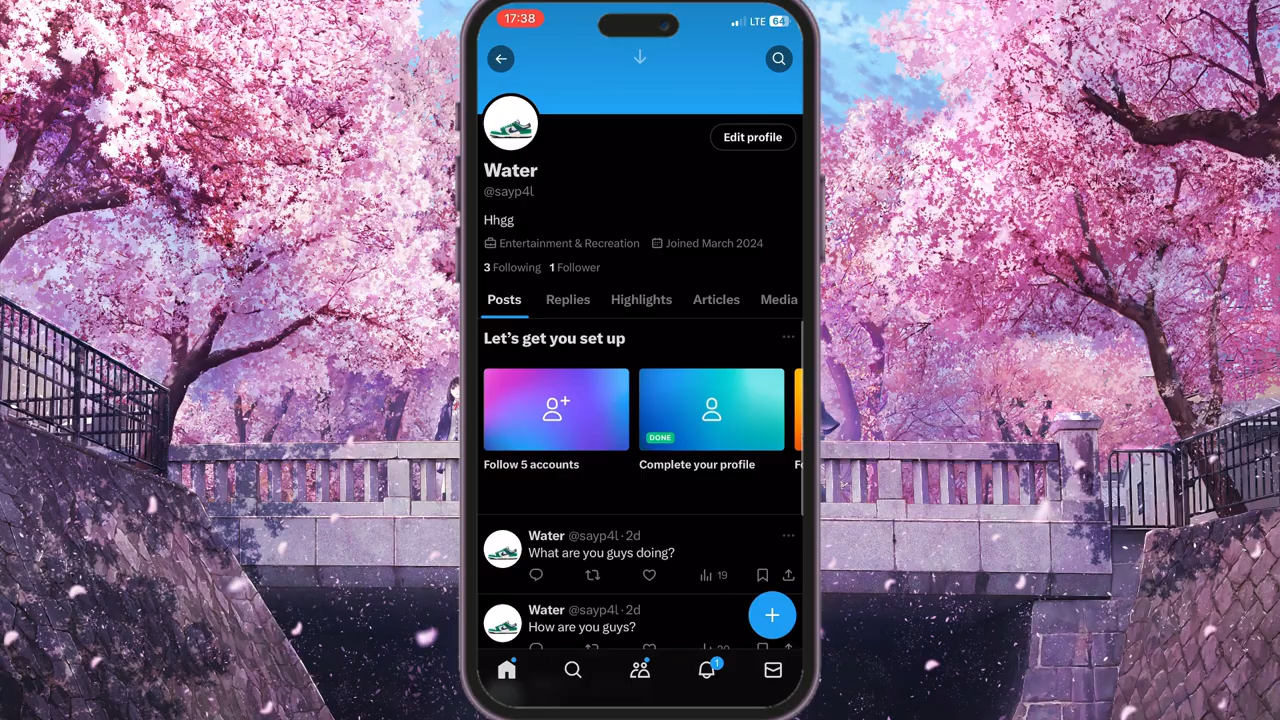 17:38
LTE 64
Edit profile
Water
@sayp4l
Hhgg
Entertainment & Recreation Joined March 2024
3 Following 1 Follower
Posts Replies Highlights Articles Media
Let's get you set up
DONE
Follow 5 accounts Complete your profile
Water @sayp4l · 2d
What are you guys doing?
19
Water @sayp4l · 2d
How are you guys?
1